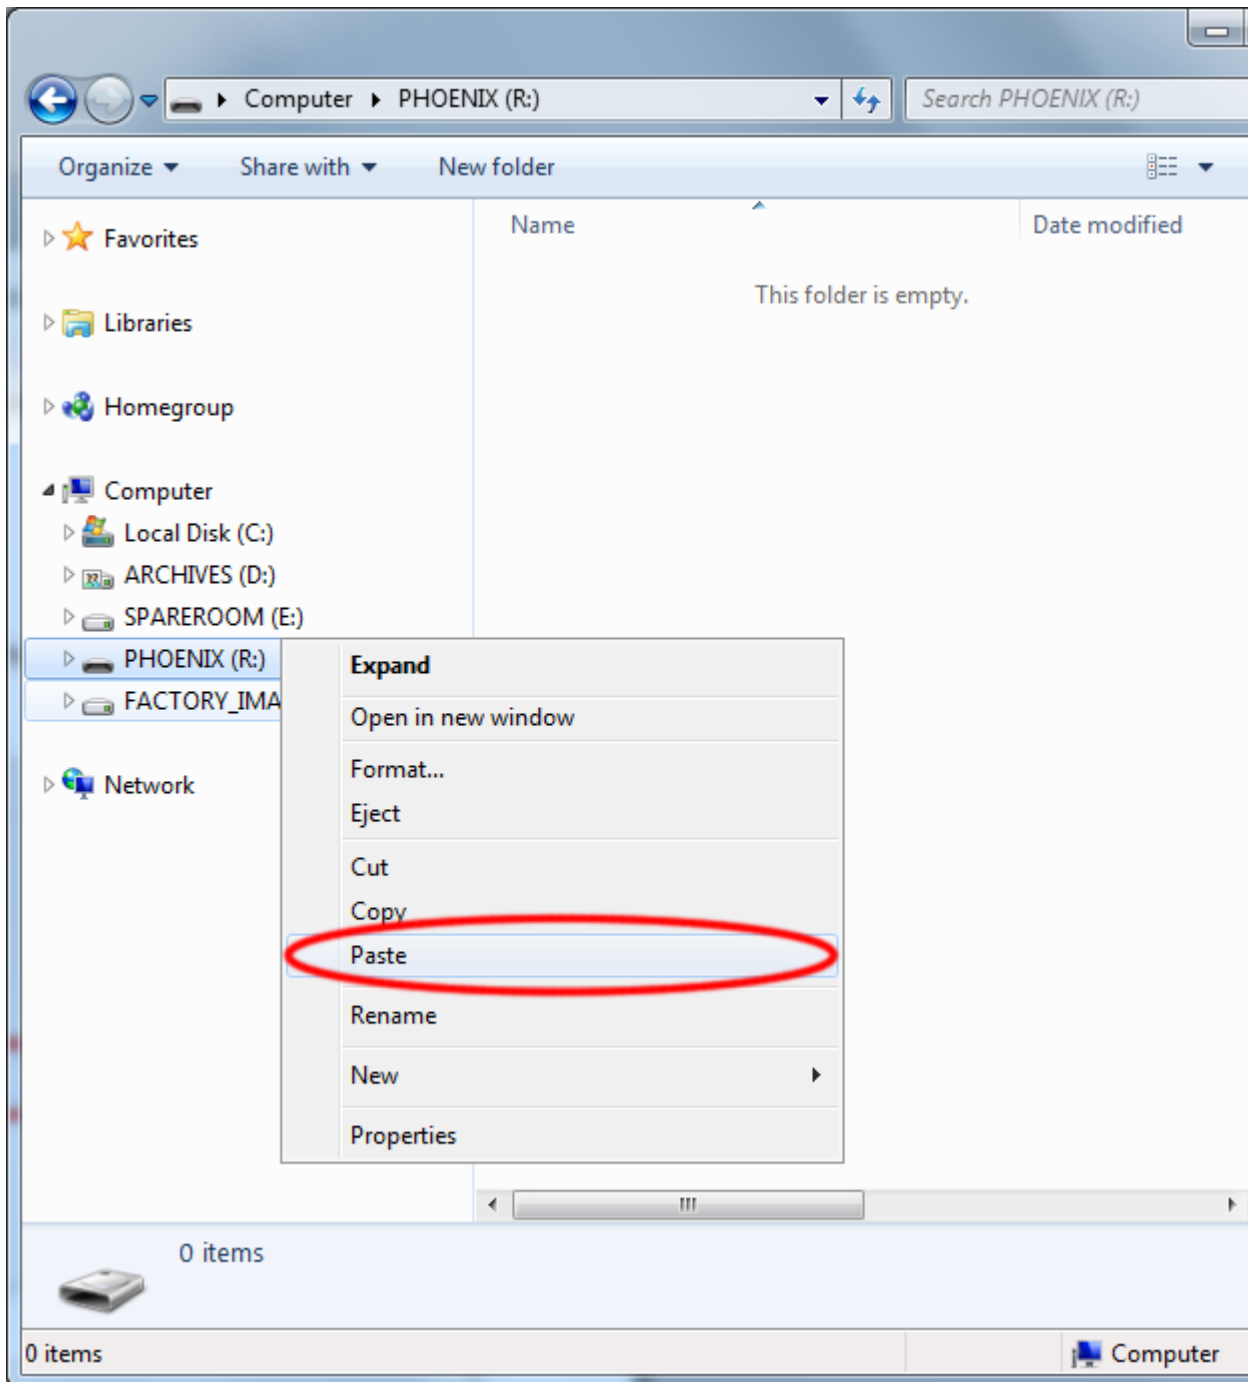 Computer ▸ PHOENIX (R:)
Search PHOENIX (R:)
Organize
Share with
New folder
Name
Date modified
This folder is empty.
Favorites
Libraries
Homegroup
Computer
Local Disk (C:)
ARCHIVES (D:)
SPAREROOM (E:)
PHOENIX (R:)
FACTORY_IMA
Network
Expand
Open in new window
Format...
Eject
Cut
Copy
Paste
Rename
New
Properties
0 items
0 items
Computer